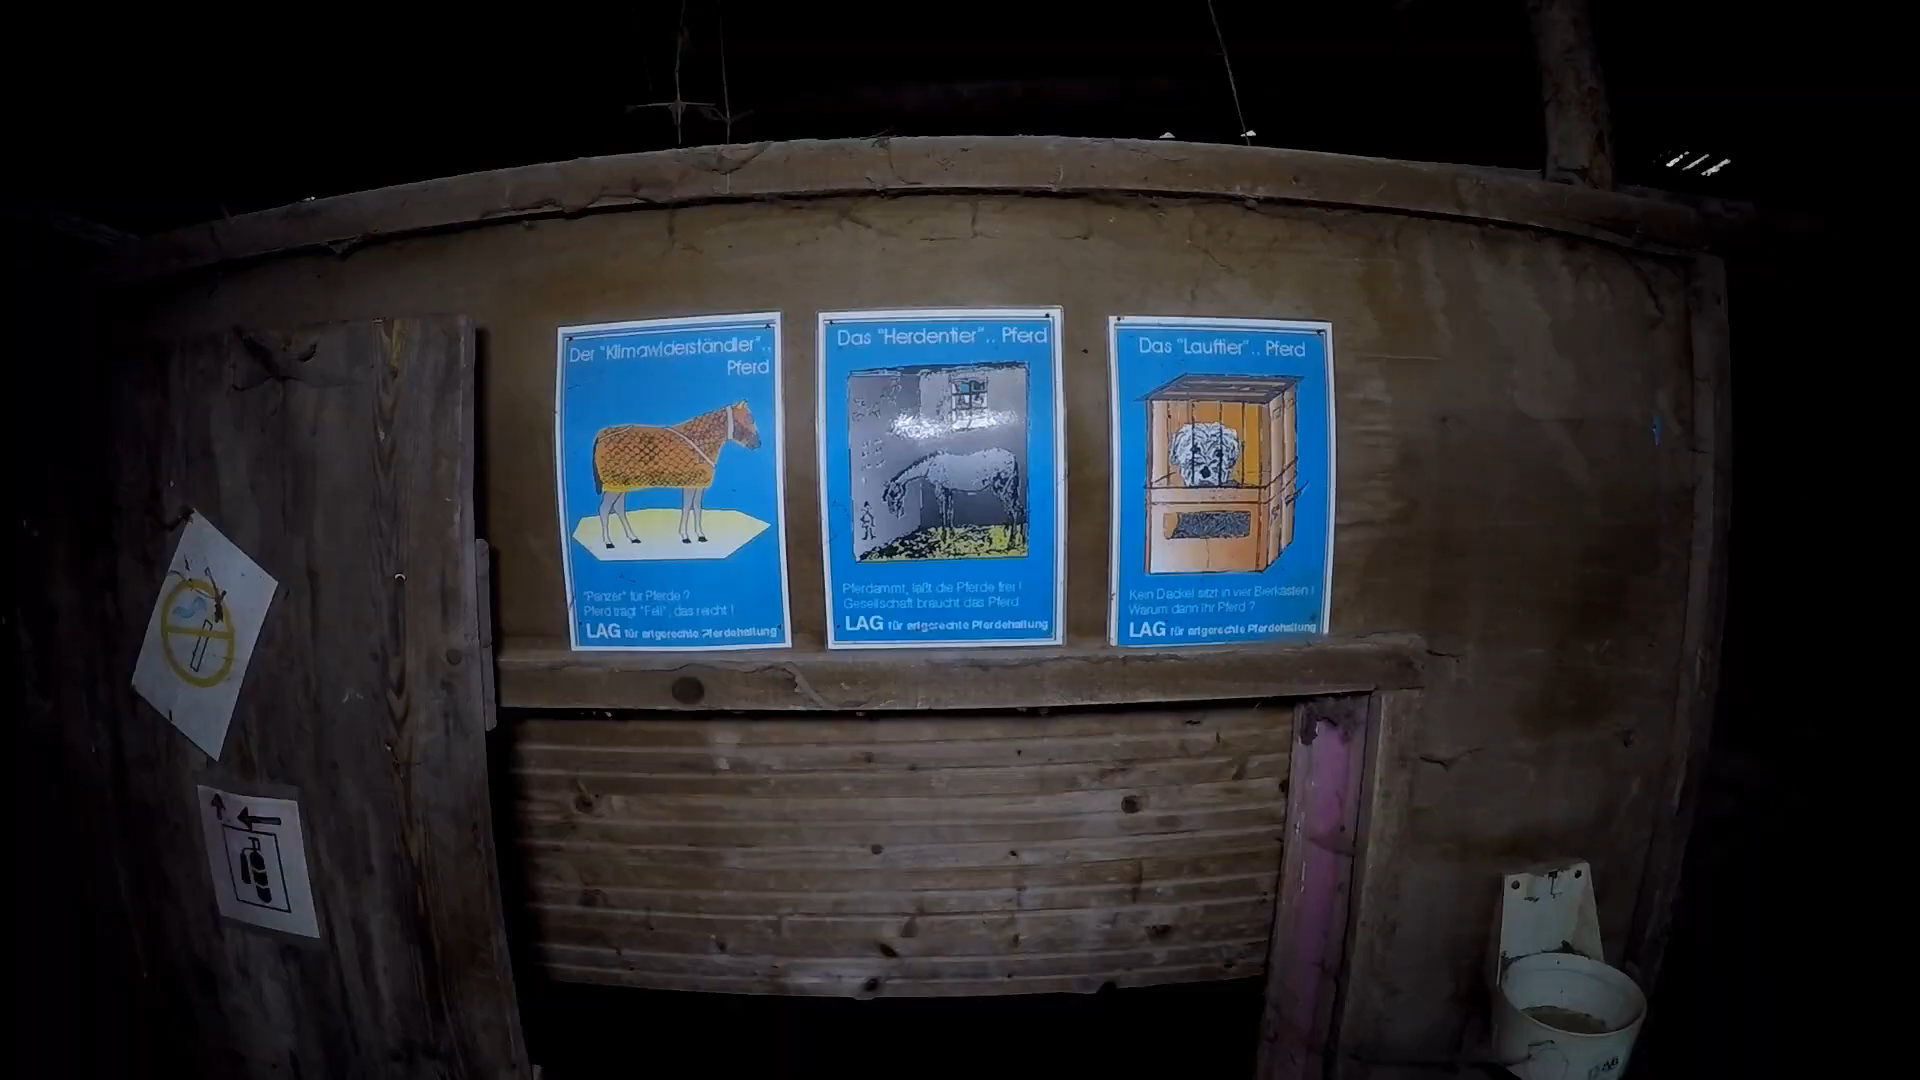 Der "Klimawiderständler"..
Pferd
"Panzer" für Pferde ?
Pferd trägt "Fell", das reicht !
LAG für artgerechte Pferdehaltung
Das "Herdentier".. Pferd
Pferdammt, laßt die Pferde frei !
Gesellschaft braucht das Pferd
LAG für artgerechte Pferdehaltung
Das "Lauftier".. Pferd
Kein Dackel sitzt in vier Bierkästen !
Warum dann Ihr Pferd ?
LAG für artgerechte Pferdehaltung